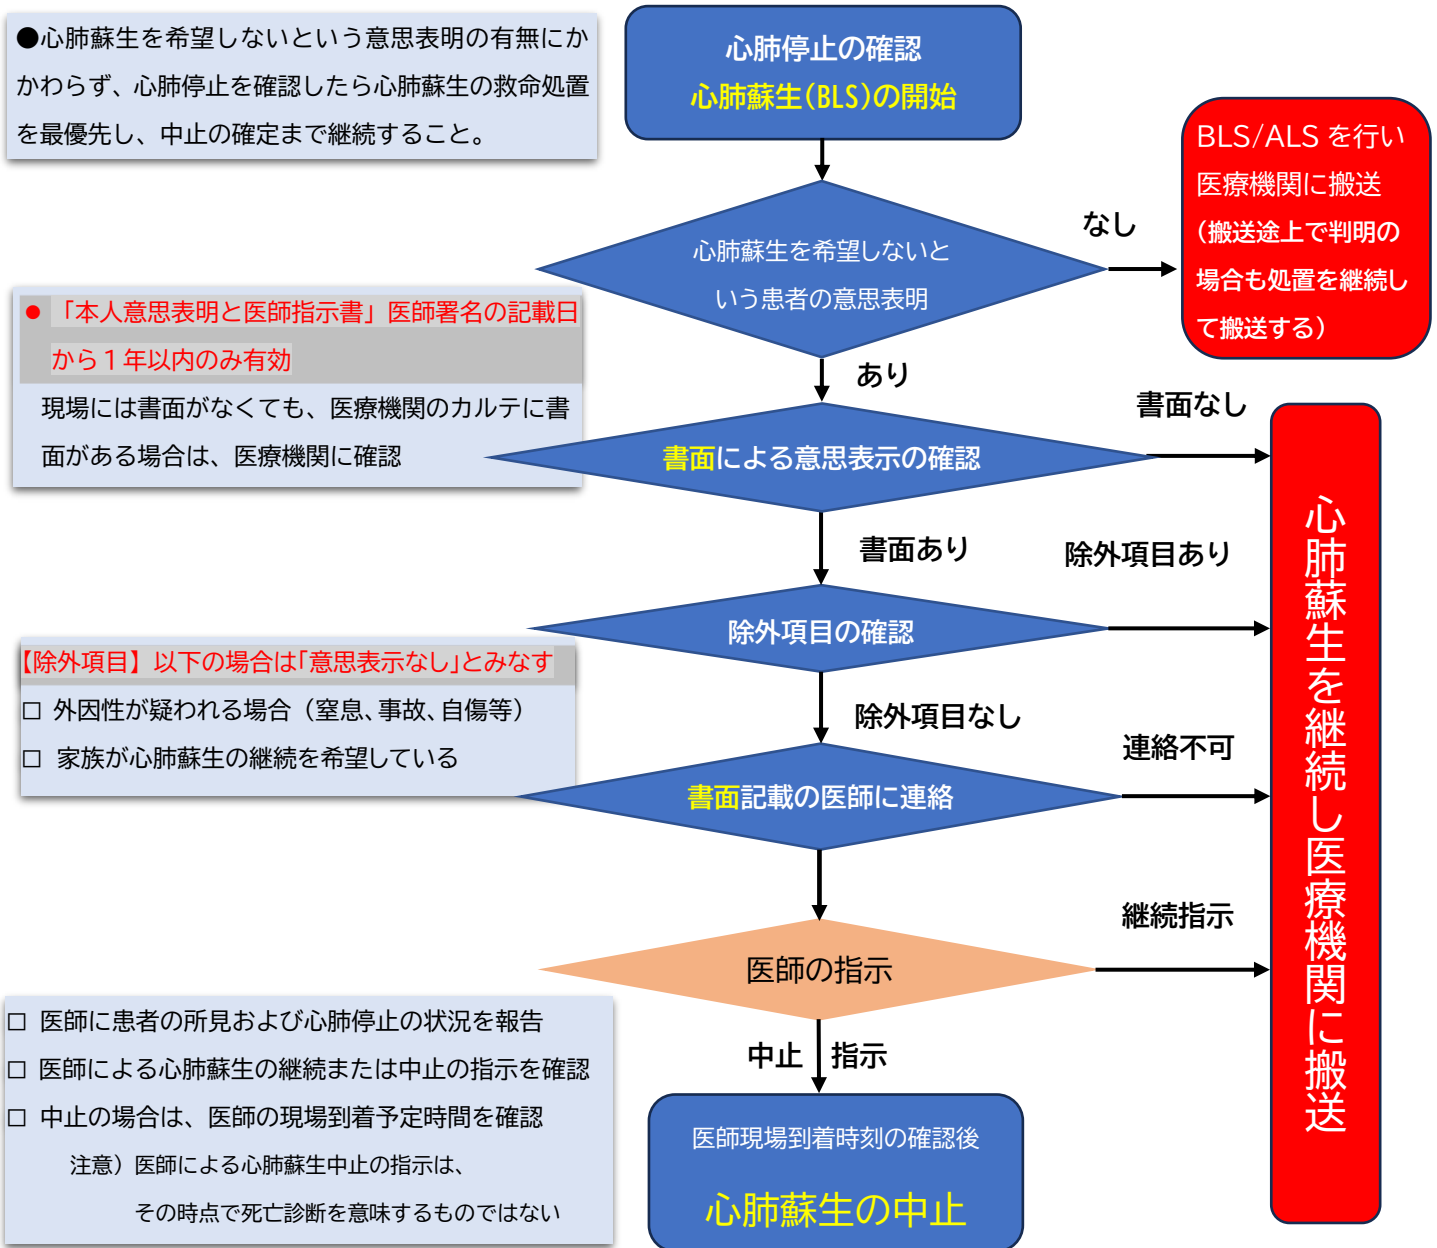 ●心肺蘇生を希望しないという意思表明の有無にか
かわらず、心肺停止を確認したら心肺蘇生の救命処置
を最優先し、中止の確定まで継続すること。
心肺停止の確認
心肺蘇生(BLS)の開始
BLS/ALS を行い
医療機関に搬送
(搬送途上で判明の
場合も処置を継続し
て搬送する)
なし
心肺蘇生を希望しないと
いう患者の意思表明
● 「本人意思表明と医師指示書」医師署名の記載日
から1年以内のみ有効
現場には書面がなくても、医療機関のカルテに書
面がある場合は、医療機関に確認
あり
書面なし
書面による意思表示の確認
書面あり
除外項目あり
除外項目の確認
【除外項目】以下の場合は「意思表示なし」とみなす
□ 外因性が疑われる場合(窒息、事故、自傷等)
□ 家族が心肺蘇生の継続を希望している
除外項目なし
連絡不可
書面記載の医師に連絡
継続指示
医師の指示
心肺蘇生を継続し医療機関に搬送
□ 医師に患者の所見および心肺停止の状況を報告
□ 医師による心肺蘇生の継続または中止の指示を確認
□ 中止の場合は、医師の現場到着予定時間を確認
注意)医師による心肺蘇生中止の指示は、
その時点で死亡診断を意味するものではない
中止 指示
医師現場到着時刻の確認後
心肺蘇生の中止